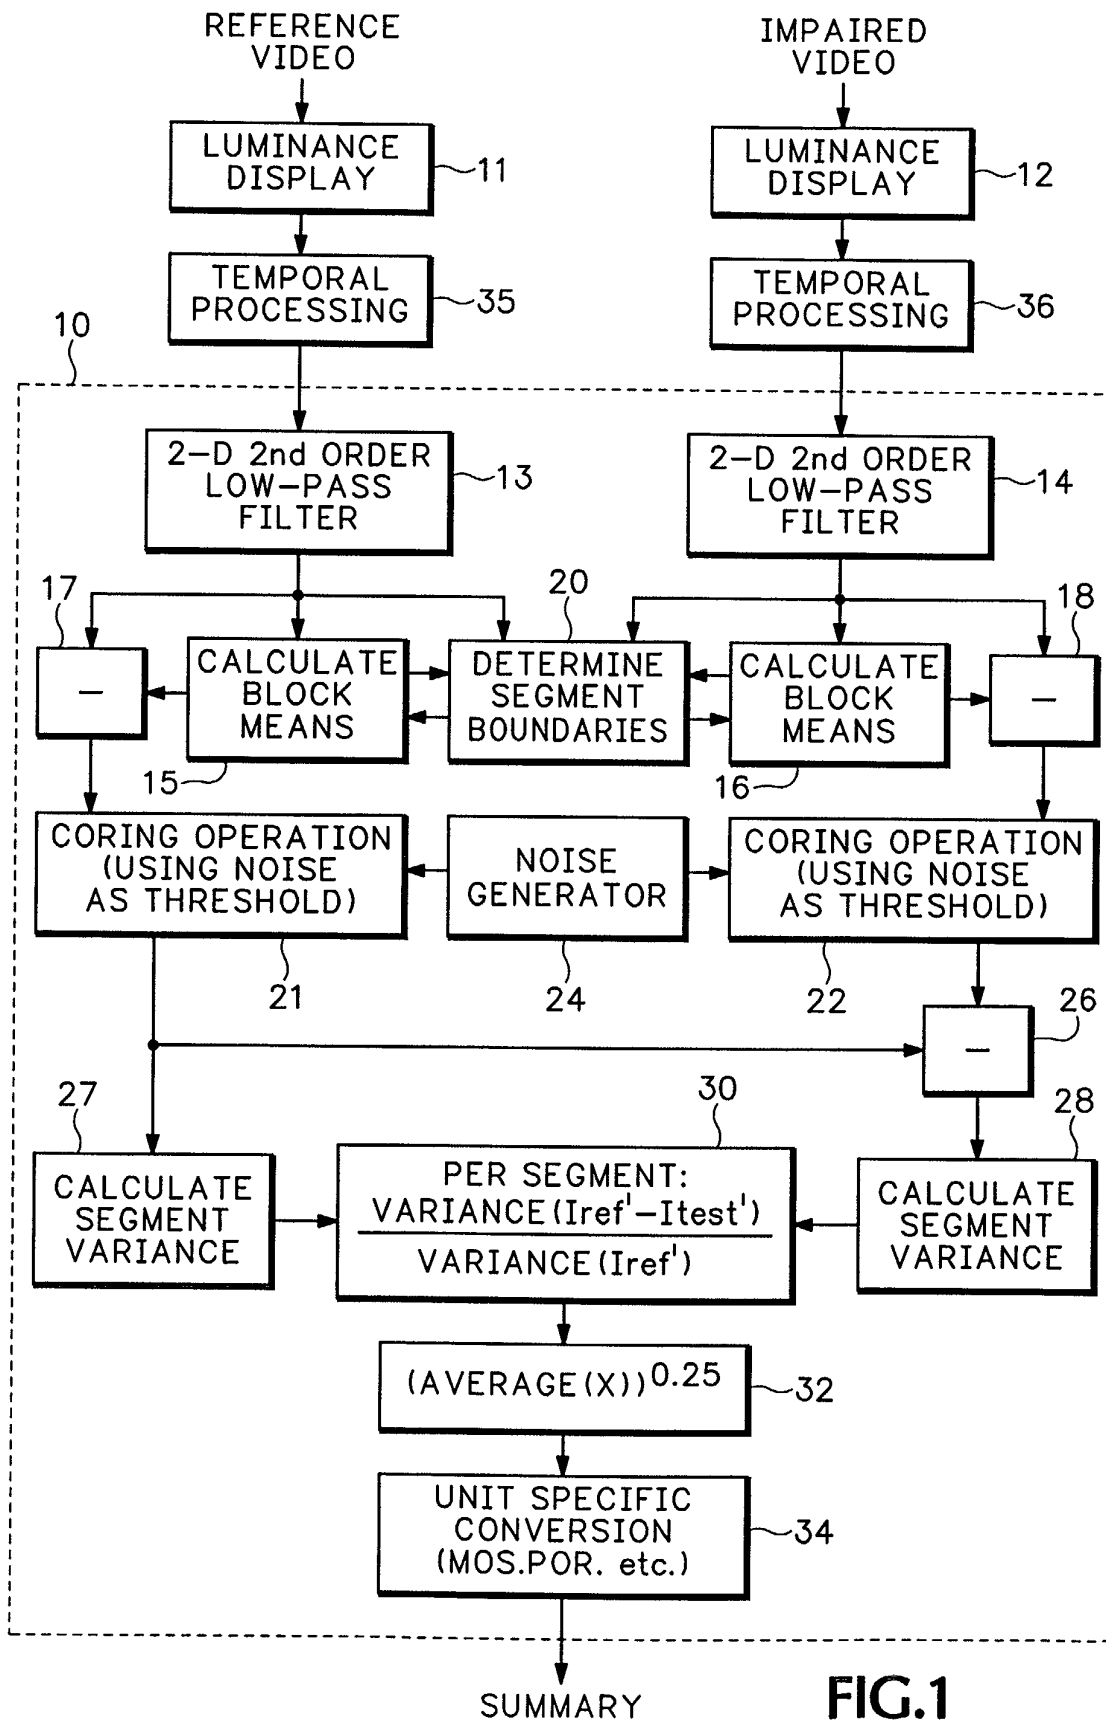 REFERENCE
VIDEO
IMPAIRED
VIDEO
LUMINANCE
DISPLAY
11
LUMINANCE
DISPLAY
12
TEMPORAL
PROCESSING
35
TEMPORAL
PROCESSING
36
10
2-D 2nd ORDER
LOW-PASS
FILTER
13
2-D 2nd ORDER
LOW-PASS
FILTER
14
17
20
18
−
CALCULATE
BLOCK
MEANS
15
DETERMINE
SEGMENT
BOUNDARIES
CALCULATE
BLOCK
MEANS
16
−
CORING OPERATION
(USING NOISE
AS THRESHOLD)
21
NOISE
GENERATOR
24
CORING OPERATION
(USING NOISE
AS THRESHOLD)
22
−
26
27
30
28
CALCULATE
SEGMENT
VARIANCE
PER SEGMENT:
VARIANCE(Iref'-Itest')
VARIANCE(Iref')
CALCULATE
SEGMENT
VARIANCE
(AVERAGE(X))0.25
32
UNIT SPECIFIC
CONVERSION
(MOS.POR. etc.)
34
SUMMARY
FIG.1